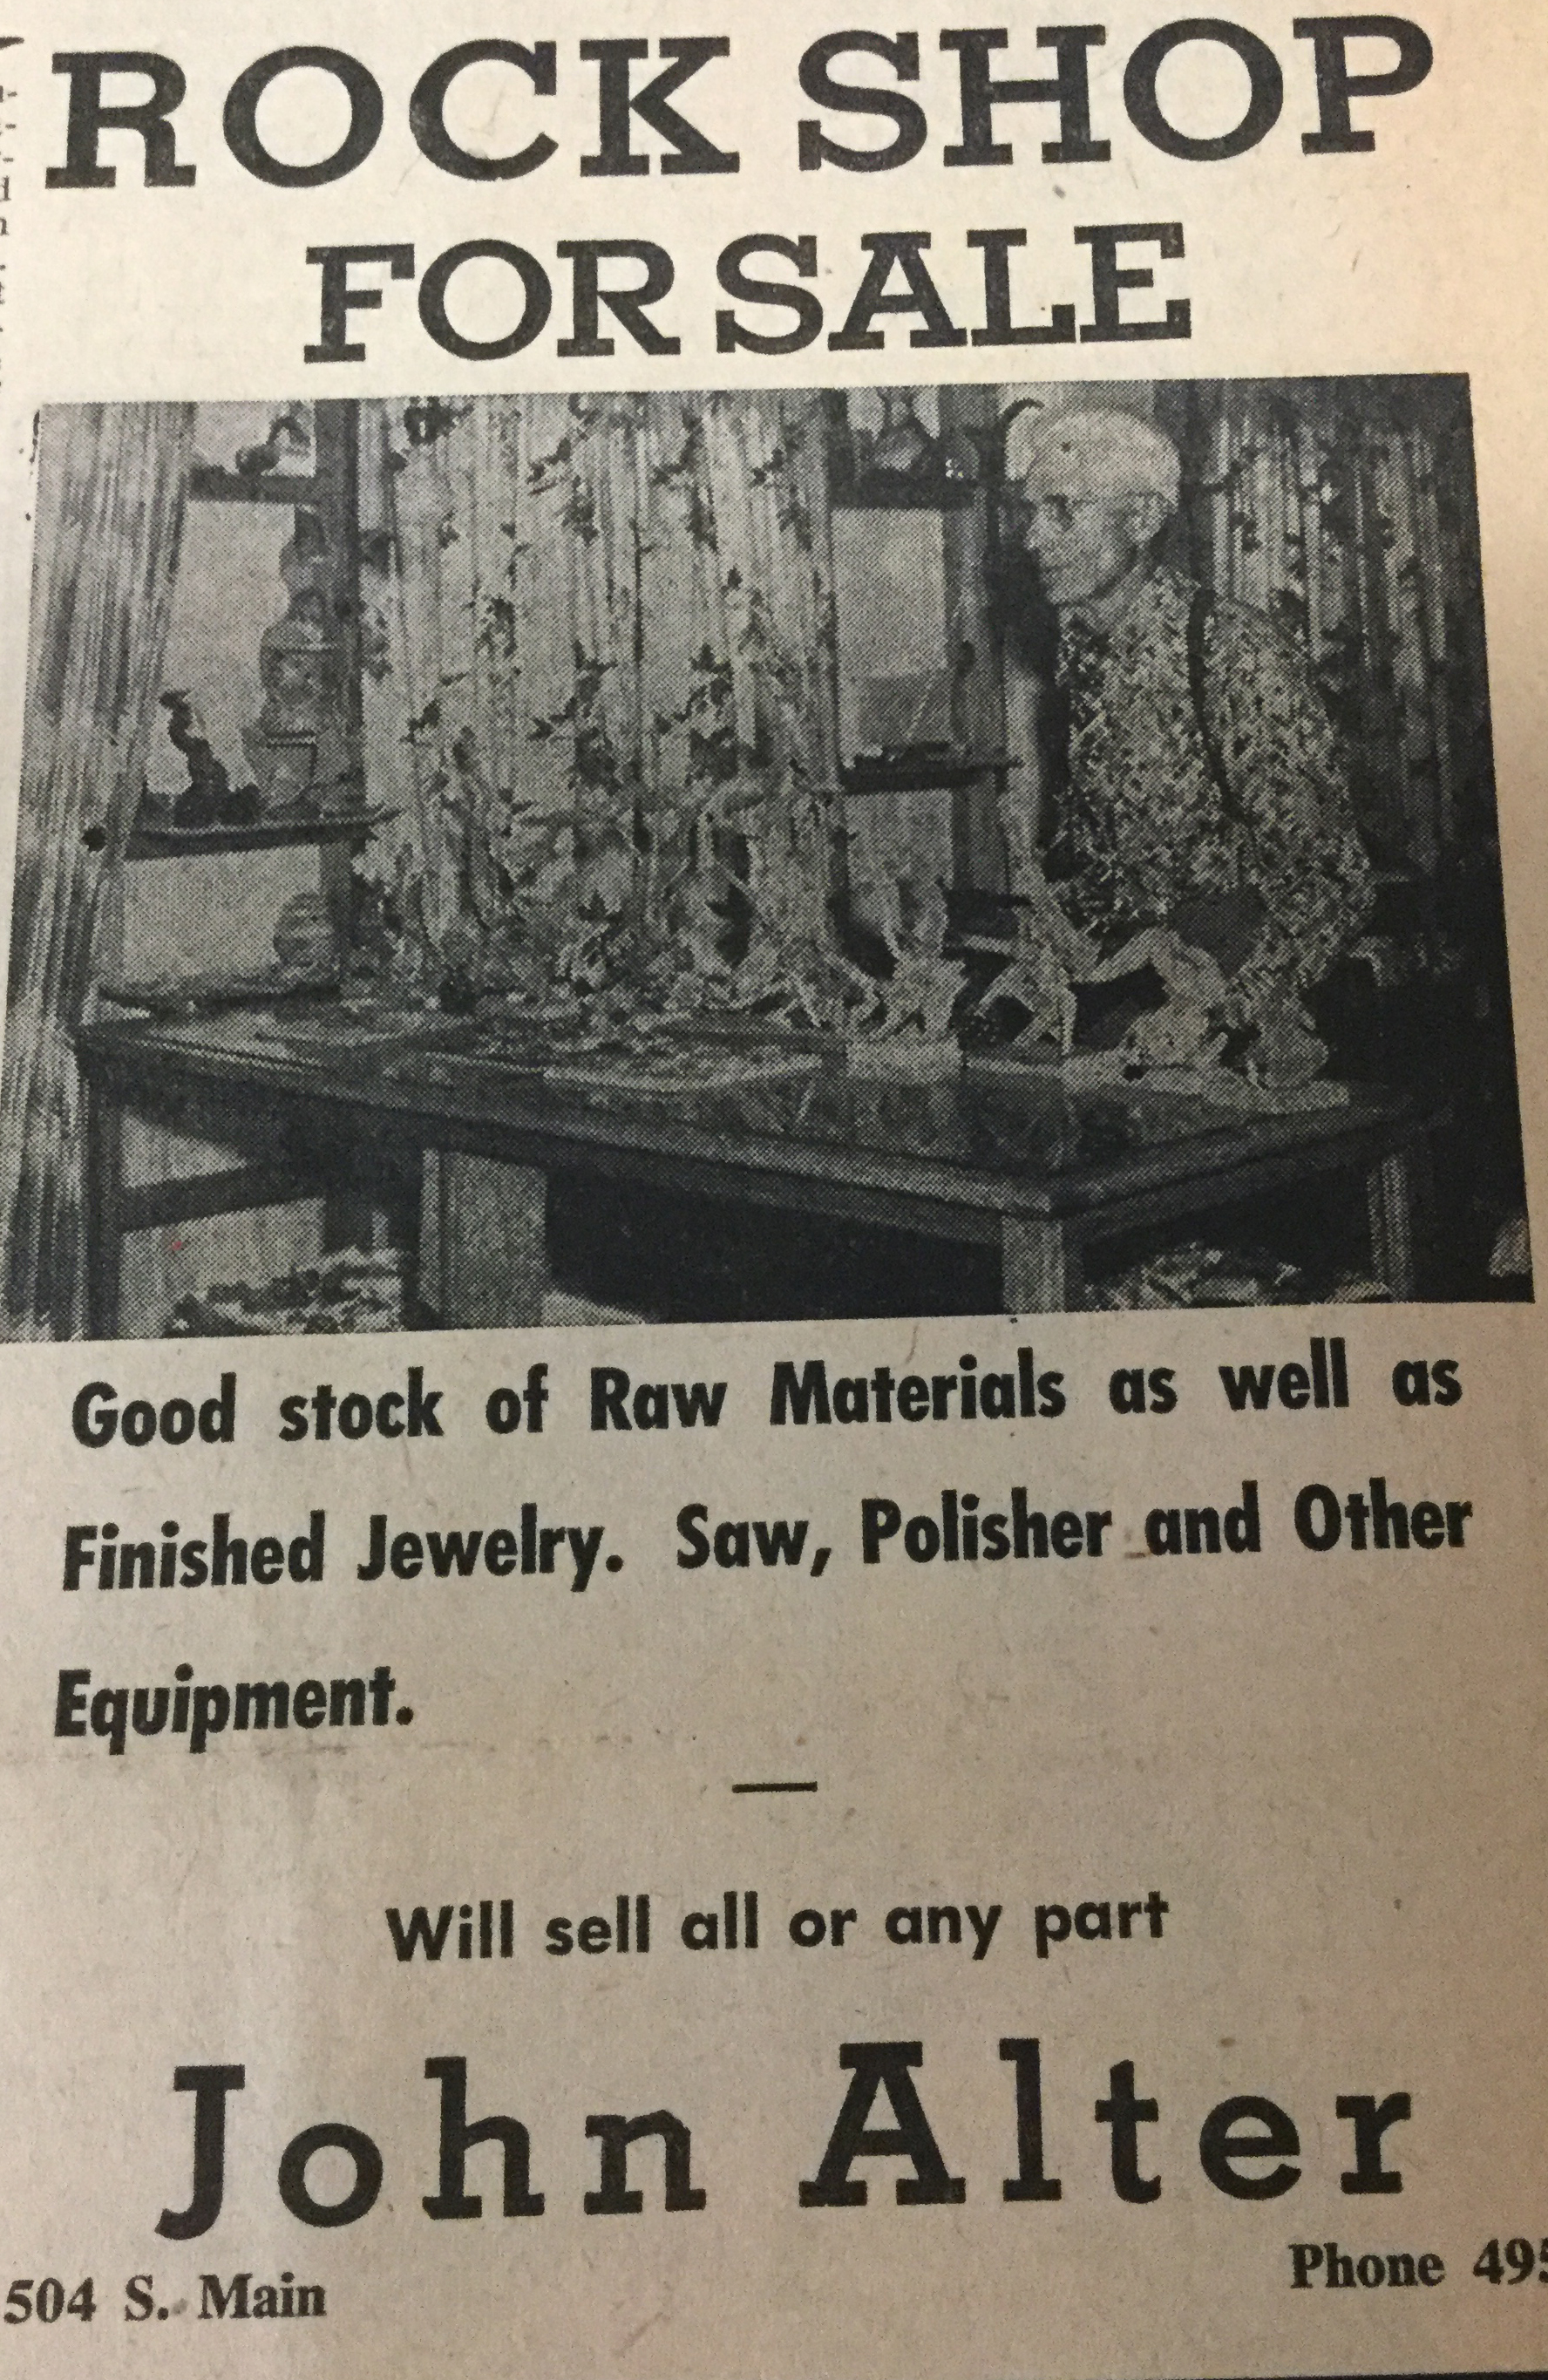 ROCK SHOP
FOR SALE
Good stock of Raw Materials as well as
Finished Jewelry. Saw, Polisher and Other
Equipment.
Will sell all or any part
John Alter
504 S. Main Phone 495